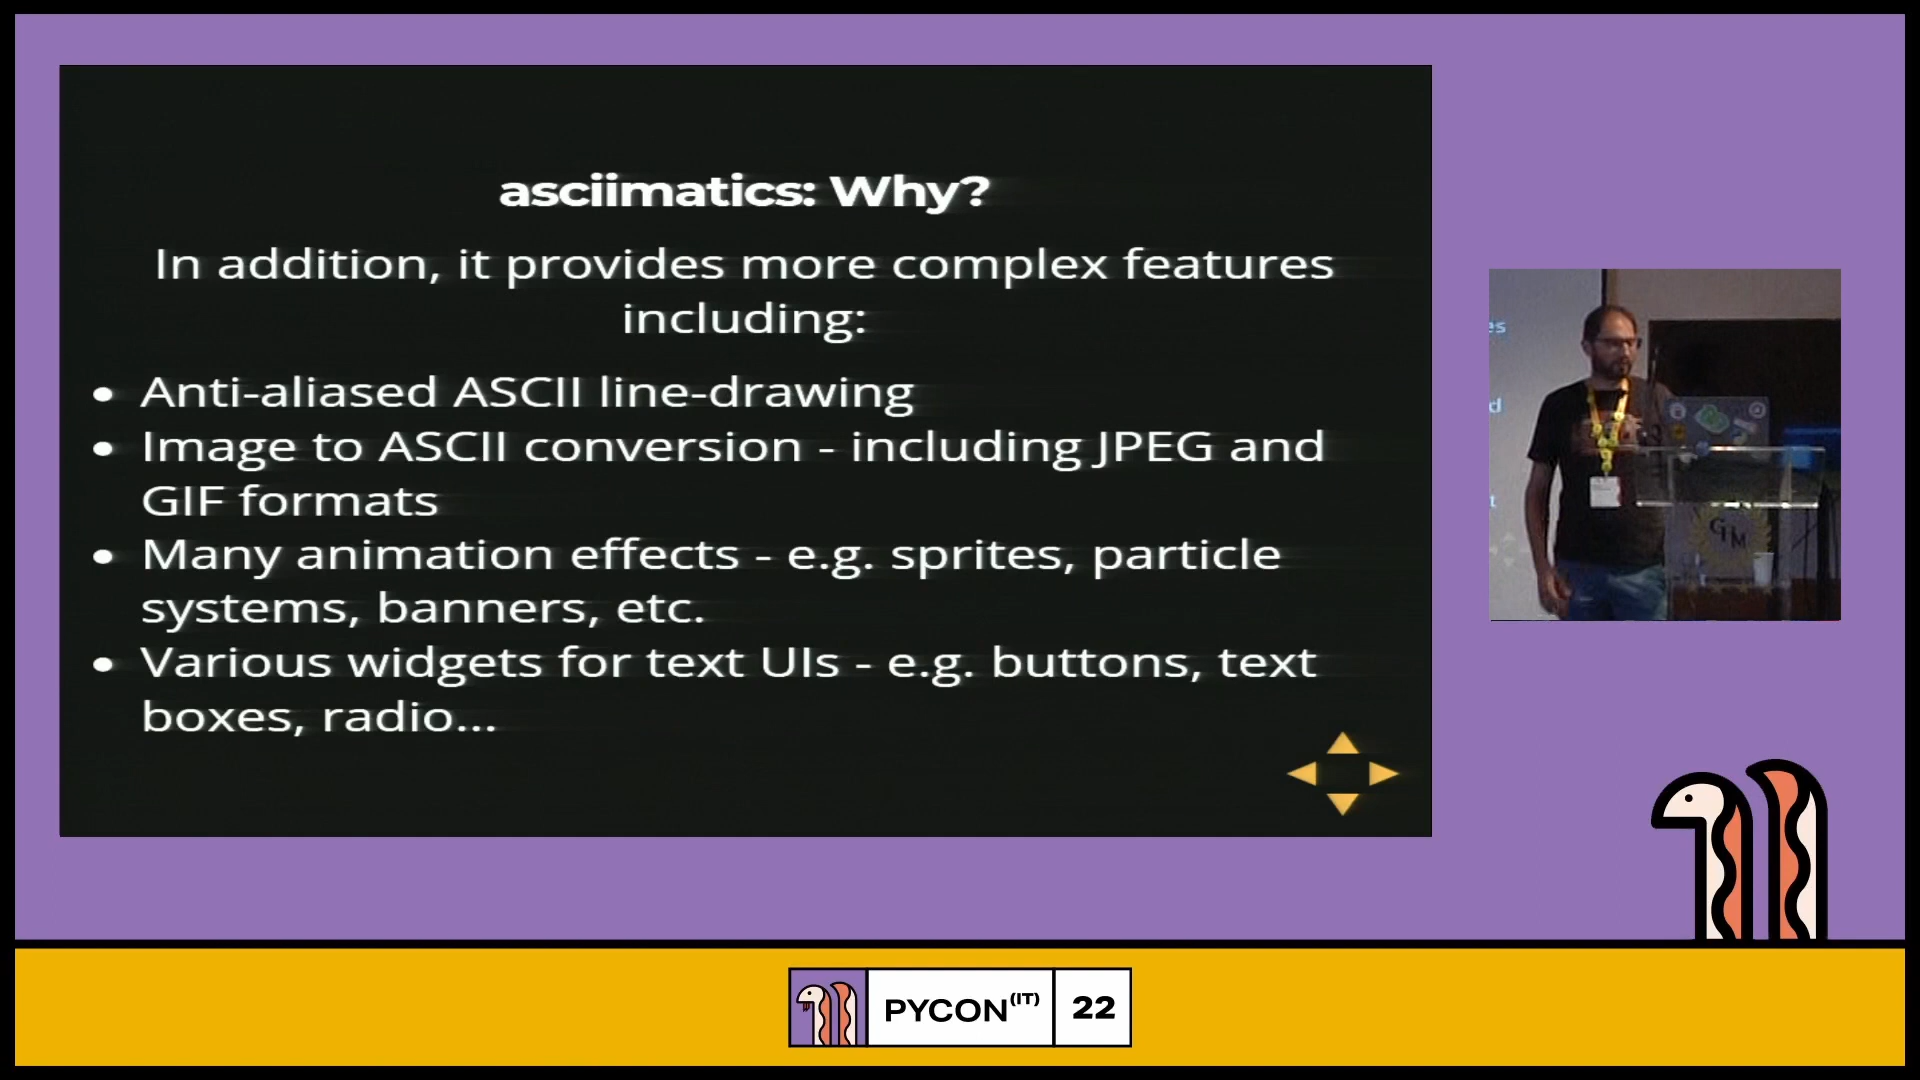 asciimatics: Why?
In addition, it provides more complex features
including:
• Anti-aliased ASCII line-drawing
• Image to ASCII conversion - including JPEG and
GIF formats
• Many animation effects - e.g. sprites, particle
systems, banners, etc.
• Various widgets for text UIs - e.g. buttons, text
boxes, radio...
es
d
t
GHM
PYCON(IT) 22